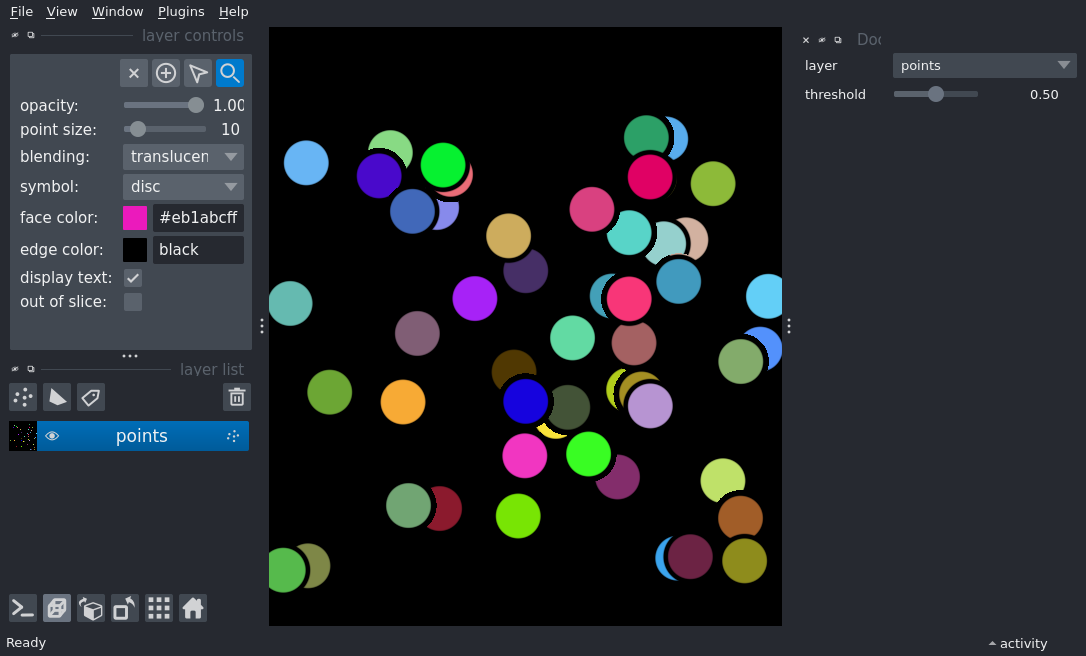 File View Window Plugins Help
layer controls
opacity: 1.00
point size: 10
blending: translucen
symbol: disc
face color: #eb1abcff
edge color: black
display text:
out of slice:
layer list
points
Ready
Doc
layer points
threshold 0.50
activity